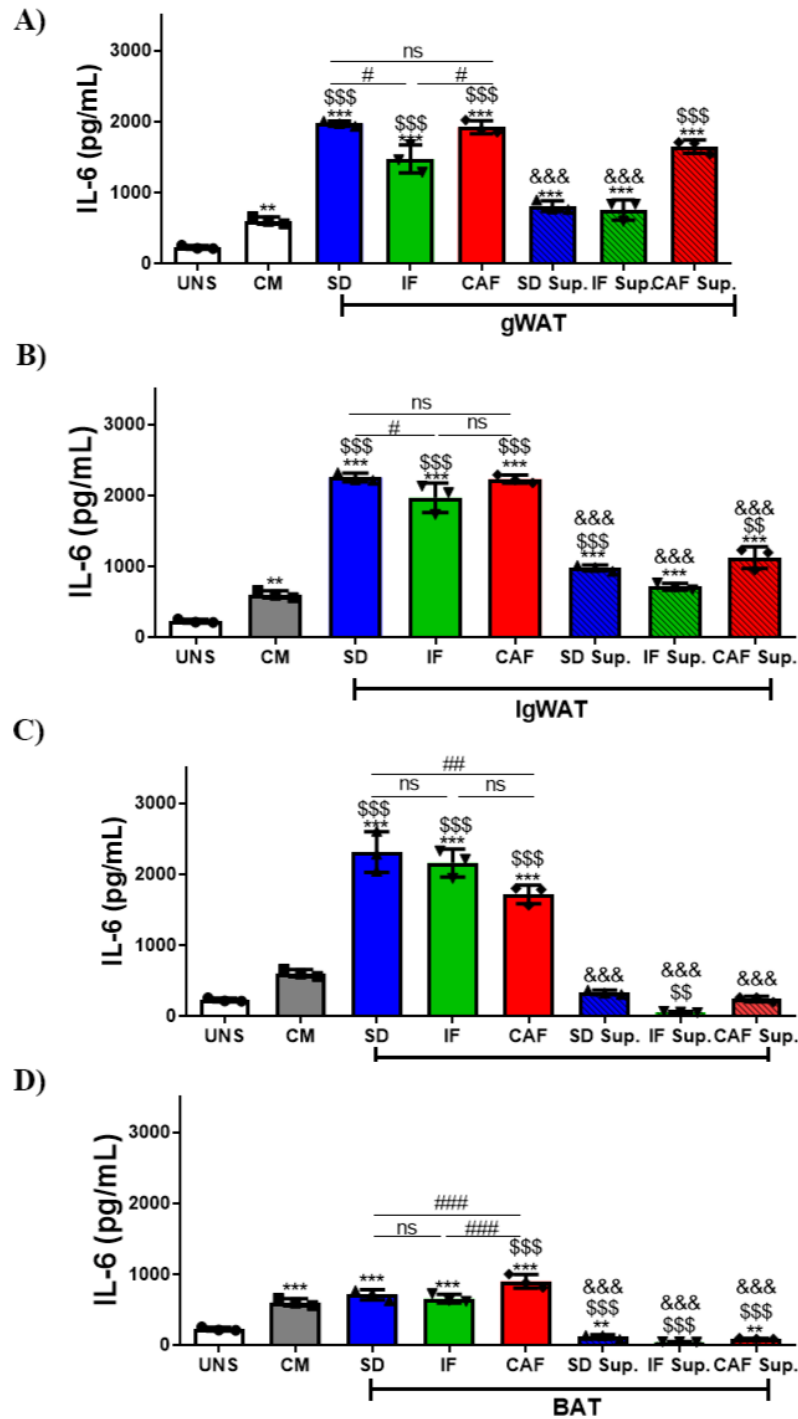 A)
IL-6 (pg/mL)
3000
2000
1000
0
ns
# #
$$$ $$$ $$$ $$$
** *** *** *** *** *** ***
&&& &&&
UNS CM SD IF CAF SD Sup. IF Sup. CAF Sup.
gWAT
B)
IL-6 (pg/mL)
3000
2000
1000
0
ns
# ns
$$$ $$$ $$$
** *** *** *** *** *** ***
&&& &&& &&&
$$$ $$
UNS CM SD IF CAF SD Sup. IF Sup. CAF Sup.
IgWAT
C)
IL-6 (pg/mL)
3000
2000
1000
0
##
ns ns
$$$ $$$ $$$
*** *** ***
&&& &&& &&&
$$
UNS CM SD IF CAF SD Sup. IF Sup. CAF Sup.
D)
IL-6 (pg/mL)
3000
2000
1000
0
###
ns ###
$$$
*** *** *** ***
&&& &&& &&&
$$$ $$$ $$$
** **
UNS CM SD IF CAF SD Sup. IF Sup. CAF Sup.
BAT